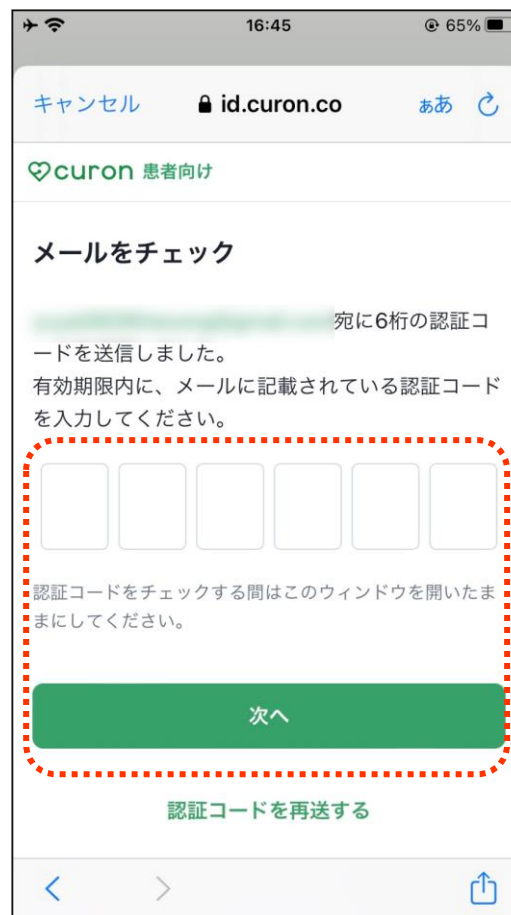 16:45
65%
キャンセル
id.curon.co
ぁあ
curon 患者向け
メールをチェック
宛に6桁の認証コ
ードを送信しました。
有効期限内に、メールに記載されている認証コード
を入力してください。
認証コードをチェックする間はこのウィンドウを開いたま
まにしてください。
次へ
認証コードを再送する